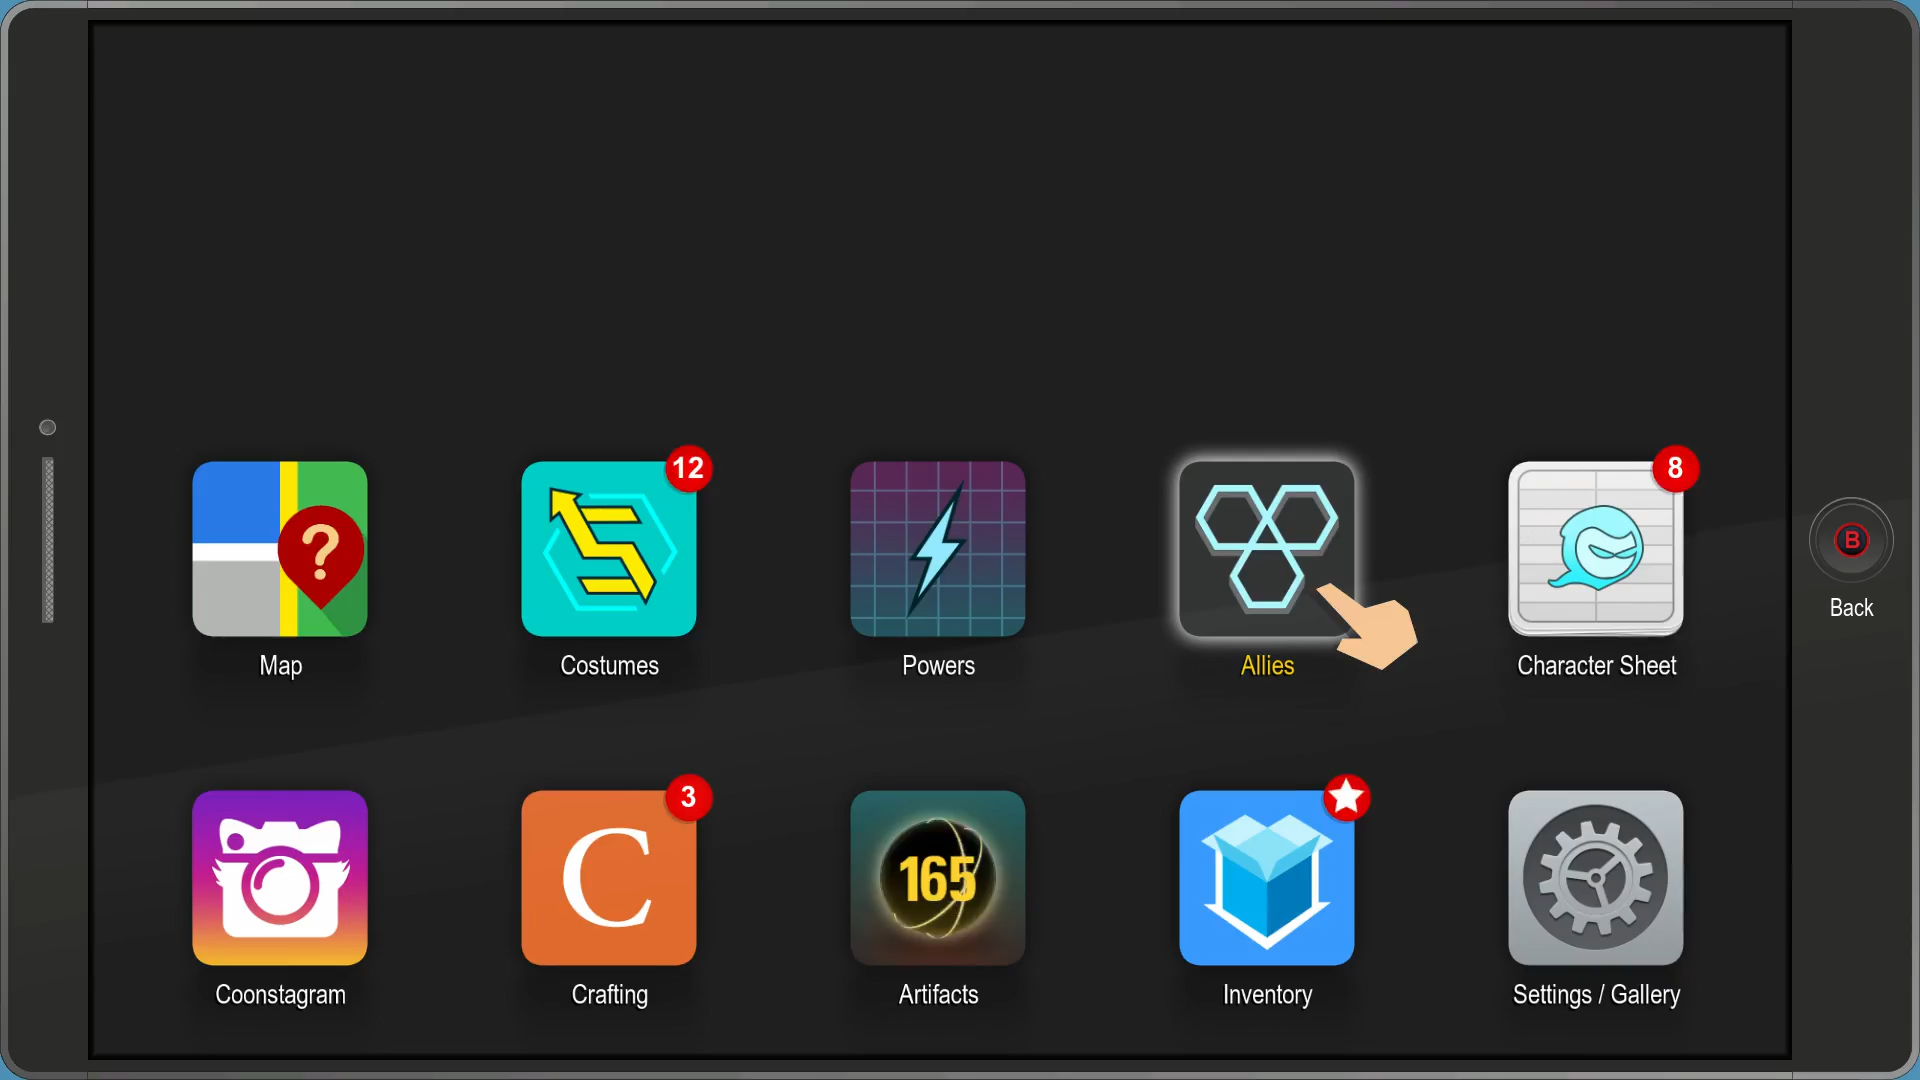 12
8
?
B
Map
Costumes
Powers
Allies
Character Sheet
Back
3
C
165
Coonstagram
Crafting
Artifacts
Inventory
Settings / Gallery